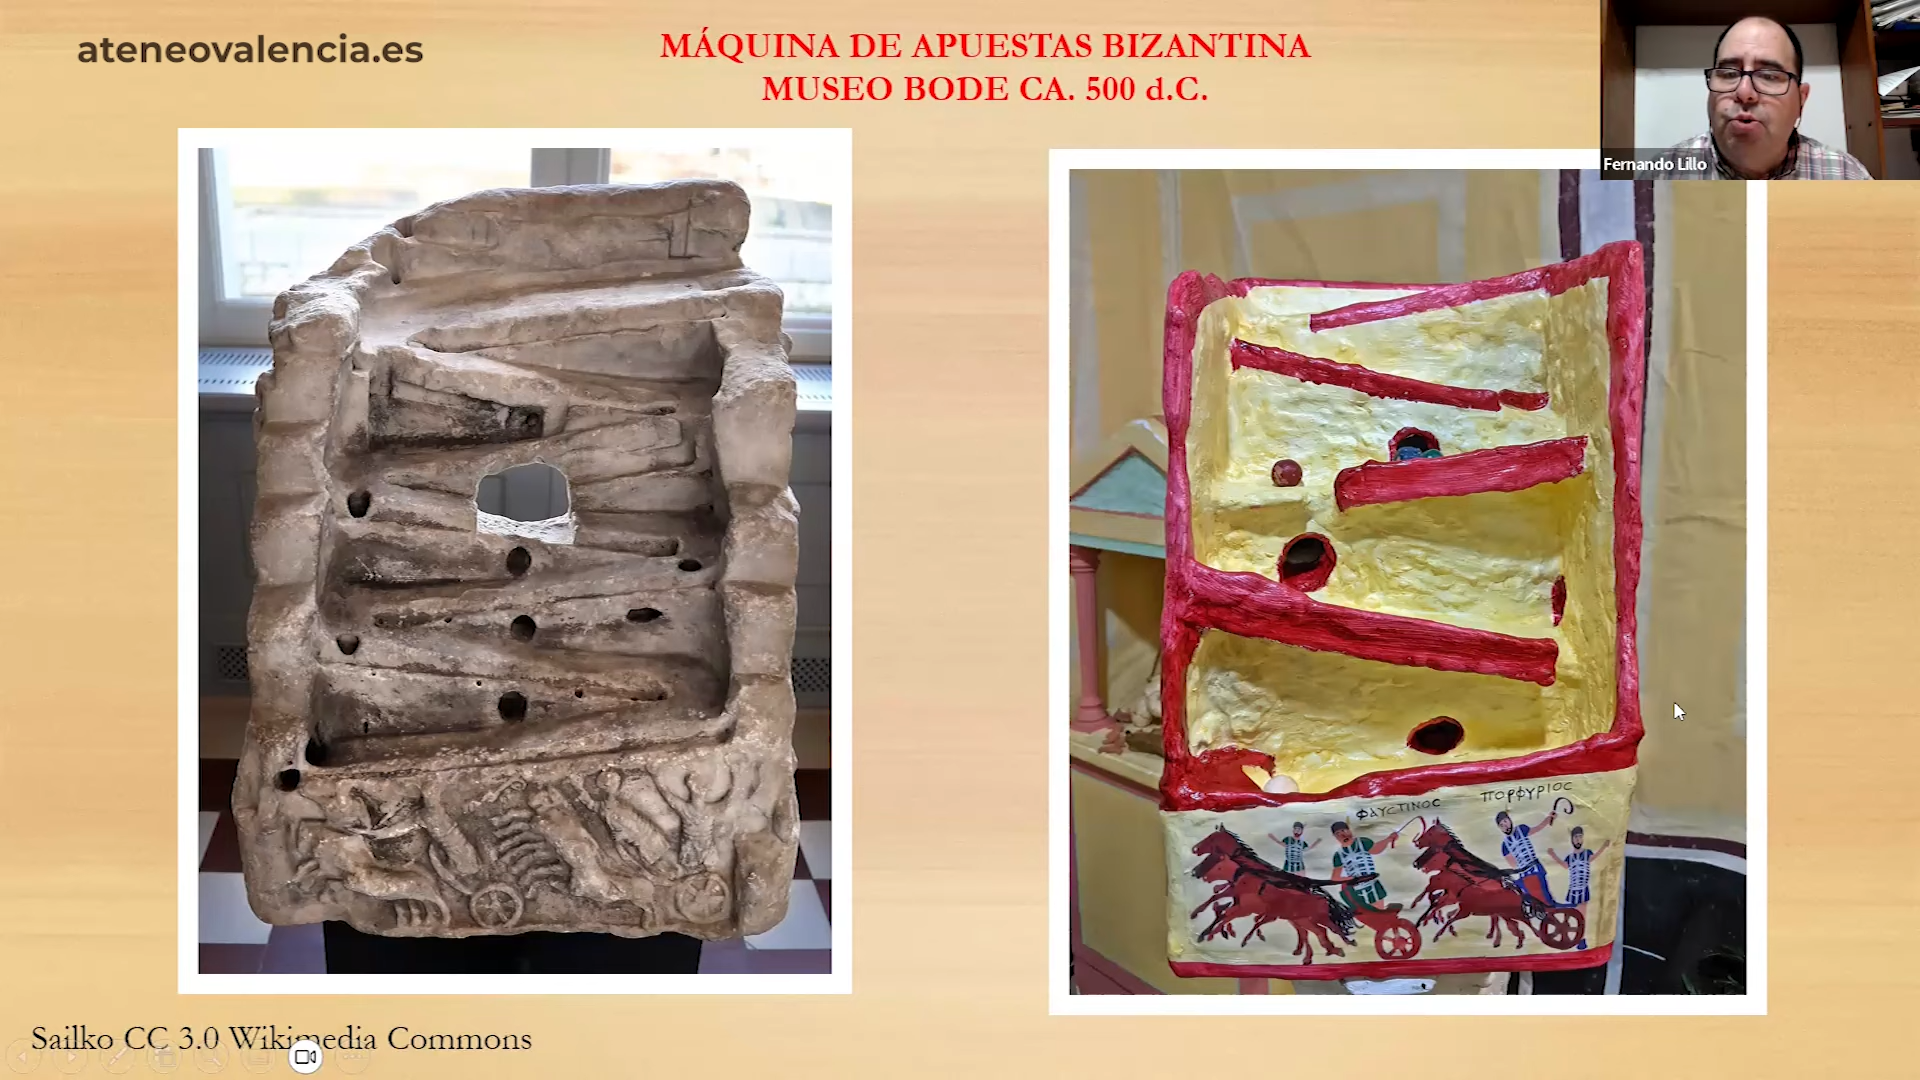 ateneovalencia.es
MÁQUINA DE APUESTAS BIZANTINA
MUSEO BODE CA. 500 d.C.
Fernando Lillo
ΦΑΥCΤΙΝΟC
ΠΟΡΦΥΡΙΟC
Sailko CC 3.0 Wikimedia Commons